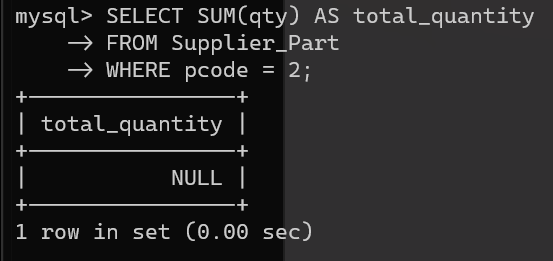 mysql> SELECT SUM(qty) AS total_quantity
    -> FROM Supplier_Part
    -> WHERE pcode = 2;
+----------------+
| total_quantity |
+----------------+
|           NULL |
+----------------+
1 row in set (0.00 sec)